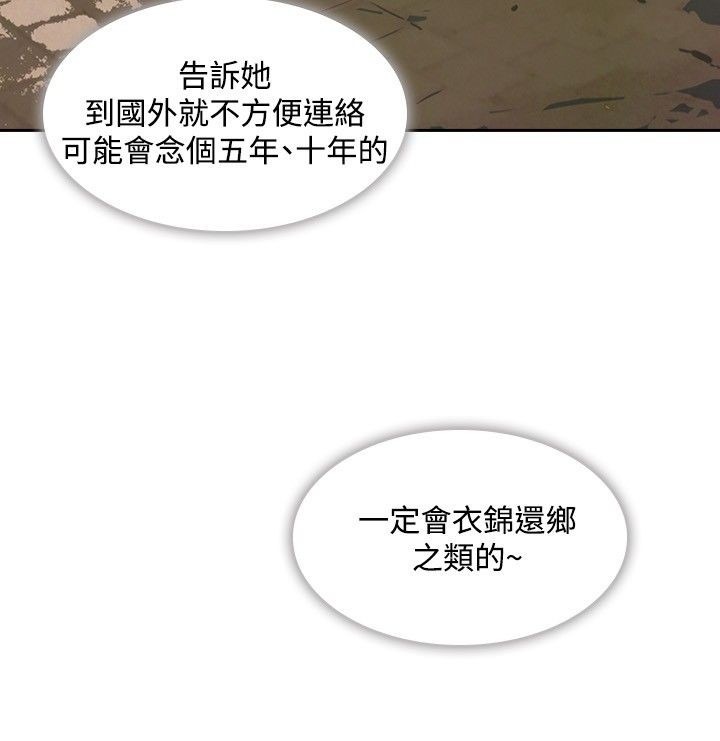 告訴她
到國外就不方便連絡
可能會念個五年、十年的
一定會衣錦還鄉
之類的~